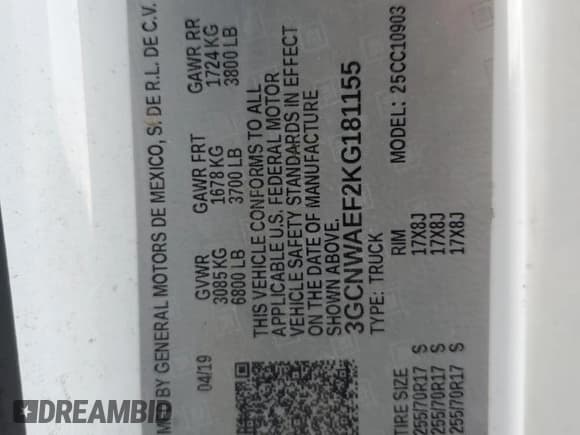 MFD BY GENERAL MOTORS DE MEXICO, S. DE R.L. DE C.V.
04/19 GVWR GAWR FRT GAWR RR
3085KG 1678 KG 1724 KG
6800 LB 3700 LB 3800 LB
THIS VEHICLE CONFORMS TO ALL
APPLICABLE U.S. FEDERAL MOTOR
VEHICLE SAFETY STANDARDS IN EFFECT
ON THE DATE OF MANUFACTURE
SHOWN ABOVE.
3GCNWAEF2KG181155
TYPE: TRUCK MODEL: 25CC10903
TIRE SIZE RIM
255/70R17 S 17X8J
255/70R17 S 17X8J
255/70R17 S 17X8J
DREAMBID